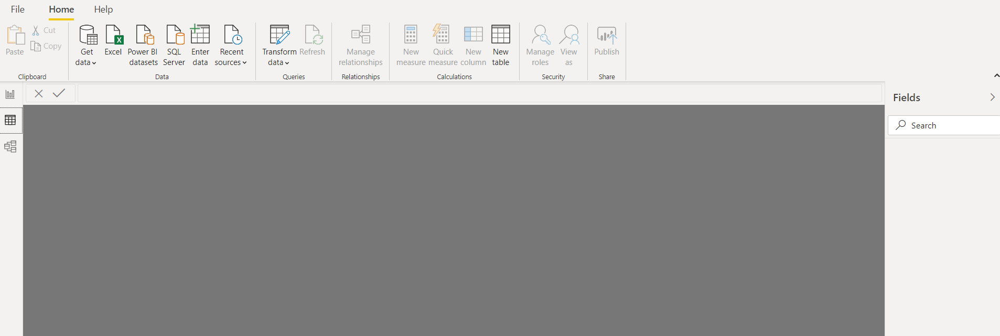 File Home Help
Paste
Cut
Copy
Clipboard
Get
data
Excel
Power BI
datasets
SQL
Server
Enter
data
Recent
sources
Data
Transform
data
Refresh
Queries
Manage
relationships
Relationships
New
measure
Quick
measure
New
column
New
table
Calculations
Manage
roles
View
as
Security
Publish
Share
Fields
Search